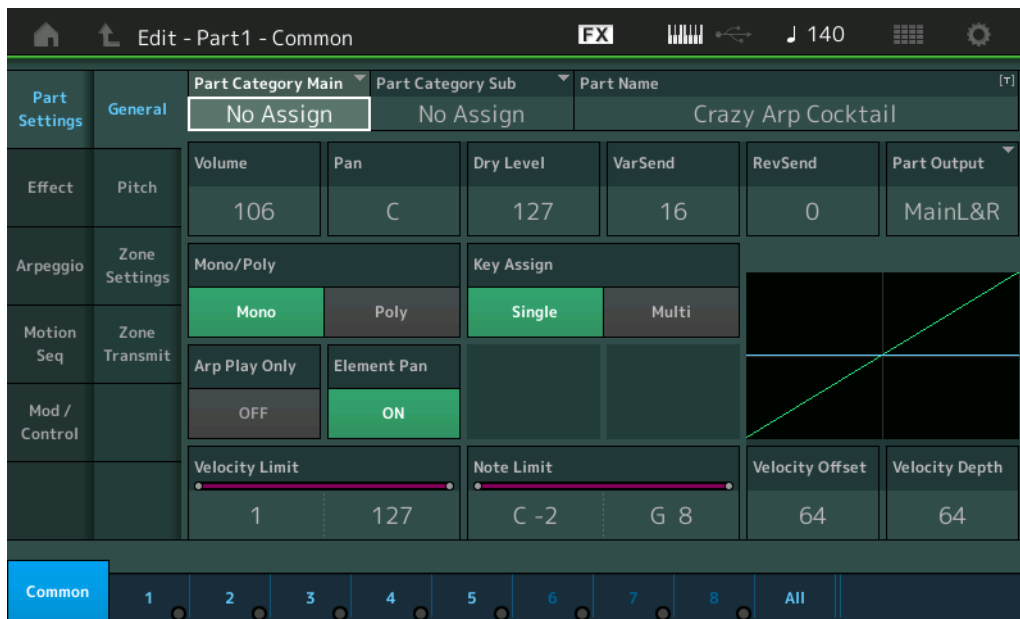 Edit - Part1 - Common
FX
140
Part Settings
Effect
Arpeggio
Motion Seq
Mod / Control
General
Pitch
Zone Settings
Zone Transmit
Part Category Main
No Assign
Part Category Sub
No Assign
Part Name
[T]
Crazy Arp Cocktail
Volume
106
Pan
C
Dry Level
127
VarSend
16
RevSend
0
Part Output
MainL&R
Mono/Poly
Mono Poly
Key Assign
Single Multi
Arp Play Only
OFF
Element Pan
ON
Velocity Limit
1 127
Note Limit
C -2 G 8
Velocity Offset
64
Velocity Depth
64
Common 1 2 3 4 5 6 7 8 All